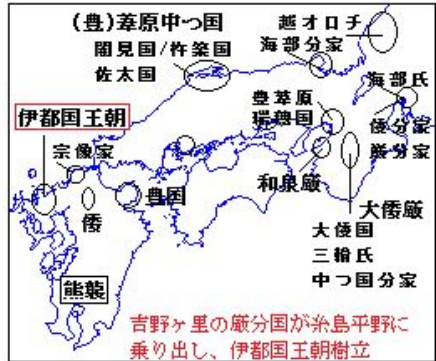 (豊)葦原中つ国
闇見国/杵築国
佐太国
越オロチ
海部分家
伊都国王朝
宗像家
豊葦原
瑞穂国
海部氏
倭分家
厳分家
和泉厳
大倭厳
豊国
倭
大倭国
三輪氏
中つ国分家
熊襲
吉野ヶ里の厳分国が糸島平野に
乗り出し、伊都国王朝樹立